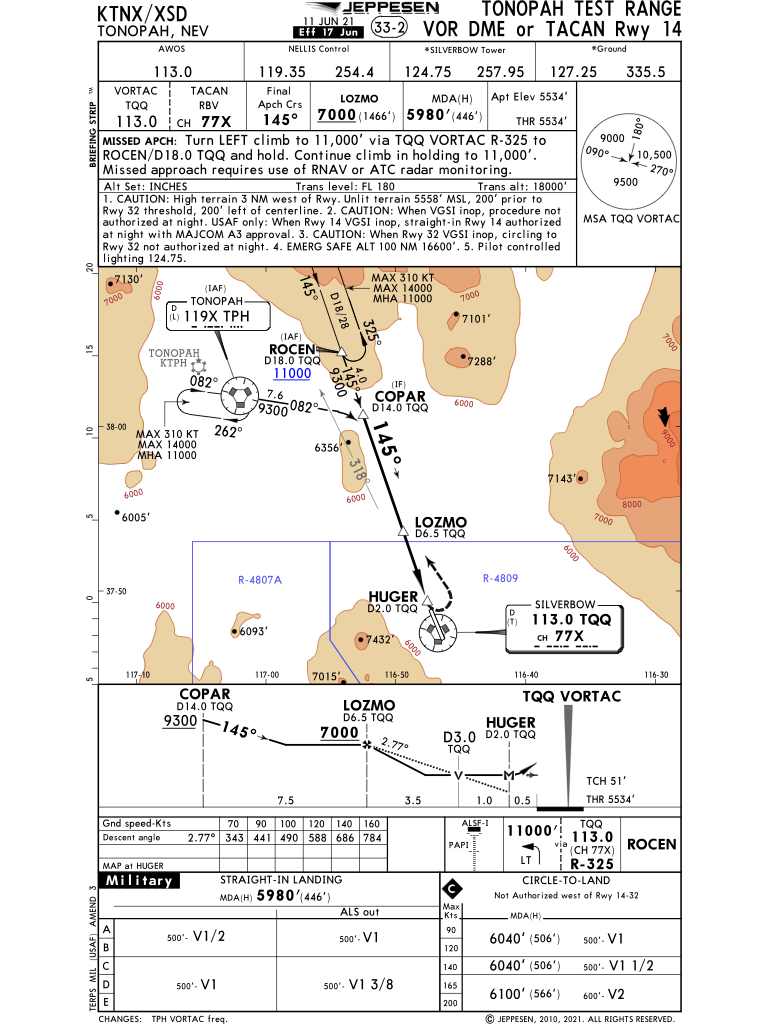 KTNX/XSD
TONOPAH, NEV
JEPPESEN
11 JUN 21
Eff 17 Jun
33-2
TONOPAH TEST RANGE
VOR DME or TACAN Rwy 14
BRIEFING STRIP ™
AWOS
113.0
NELLIS Control
119.35 254.4
*SILVERBOW Tower
124.75 257.95
*Ground
127.25 335.5
VORTAC
TQQ
113.0
TACAN
RBV
CH 77X
Final
Apch Crs
145°
LOZMO
7000 (1466')
MDA(H)
5980' (446')
Apt Elev 5534'
THR 5534'
MISSED APCH: Turn LEFT climb to 11,000' via TQQ VORTAC R-325 to
ROCEN/D18.0 TQQ and hold. Continue climb in holding to 11,000'.
Missed approach requires use of RNAV or ATC radar monitoring.
Alt Set: INCHES Trans level: FL 180 Trans alt: 18000'
1. CAUTION: High terrain 3 NM west of Rwy. Unlit terrain 5558' MSL, 200' prior to
Rwy 32 threshold, 200' left of centerline. 2. CAUTION: When VGSI inop, procedure not
authorized at night. USAF only: When Rwy 14 VGSI inop, straight-in Rwy 14 authorized
at night with MAJCOM A3 approval. 3. CAUTION: When Rwy 32 VGSI inop, circling to
Rwy 32 not authorized at night. 4. EMERG SAFE ALT 100 NM 16600'. 5. Pilot controlled
lighting 124.75.
180°
9000
090°
10,500
270°
9500
MSA TQQ VORTAC
20
15
10
5
0
5
7130'
7000
6000
(IAF)
TONOPAH
D
(L)
119X TPH
145°
D18/28
325°
MAX 310 KT
MAX 14000
MHA 11000
7000
7101'
7288'
6000
7000
TONOPAH
KTPH
(IAF)
ROCEN
D18.0 TQQ
11000
4.0
145°
9300
(IF)
COPAR
D14.0 TQQ
082°
7.6
9300
082°
262°
MAX 310 KT
MAX 14000
MHA 11000
38-00
145°
6356'
318°
6000
9000
7143'
8000
7000
6000
6000
6005'
LOZMO
D6.5 TQQ
R-4807A
R-4809
37-50
HUGER
D2.0 TQQ
SILVERBOW
D
(T)
113.0 TQQ
CH 77X
6000
6093'
7432'
6000
7015'
117-10
117-00
116-50
116-40
116-30
COPAR
D14.0 TQQ
9300
145°
LOZMO
D6.5 TQQ
7000
2.77°
D3.0
TQQ
HUGER
D2.0 TQQ
TQQ VORTAC
V
M
TCH 51'
THR 5534'
7.5
3.5
1.0
0.5
Gnd speed-Kts 70 90 100 120 140 160
Descent angle 2.77° 343 441 490 588 686 784
MAP at HUGER
ALSF-I
PAPI
11000'
LT
via
TQQ
113.0
(CH 77X)
R-325
ROCEN
TERPS MIL (USAF) AMEND 3
Military
STRAIGHT-IN LANDING
MDA(H) 5980' (446')
ALS out
C
CIRCLE-TO-LAND
Not Authorized west of Rwy 14-32
Max
Kts
MDA(H)
A
B
C
D
E
500'- V1/2
500'- V1
500'- V1
500'- V1 3/8
90
120
140
165
200
6040' (506') 500'- V1
6040' (506') 500'- V1 1/2
6100' (566') 600'- V2
CHANGES: TPH VORTAC freq.
© JEPPESEN, 2010, 2021. ALL RIGHTS RESERVED.